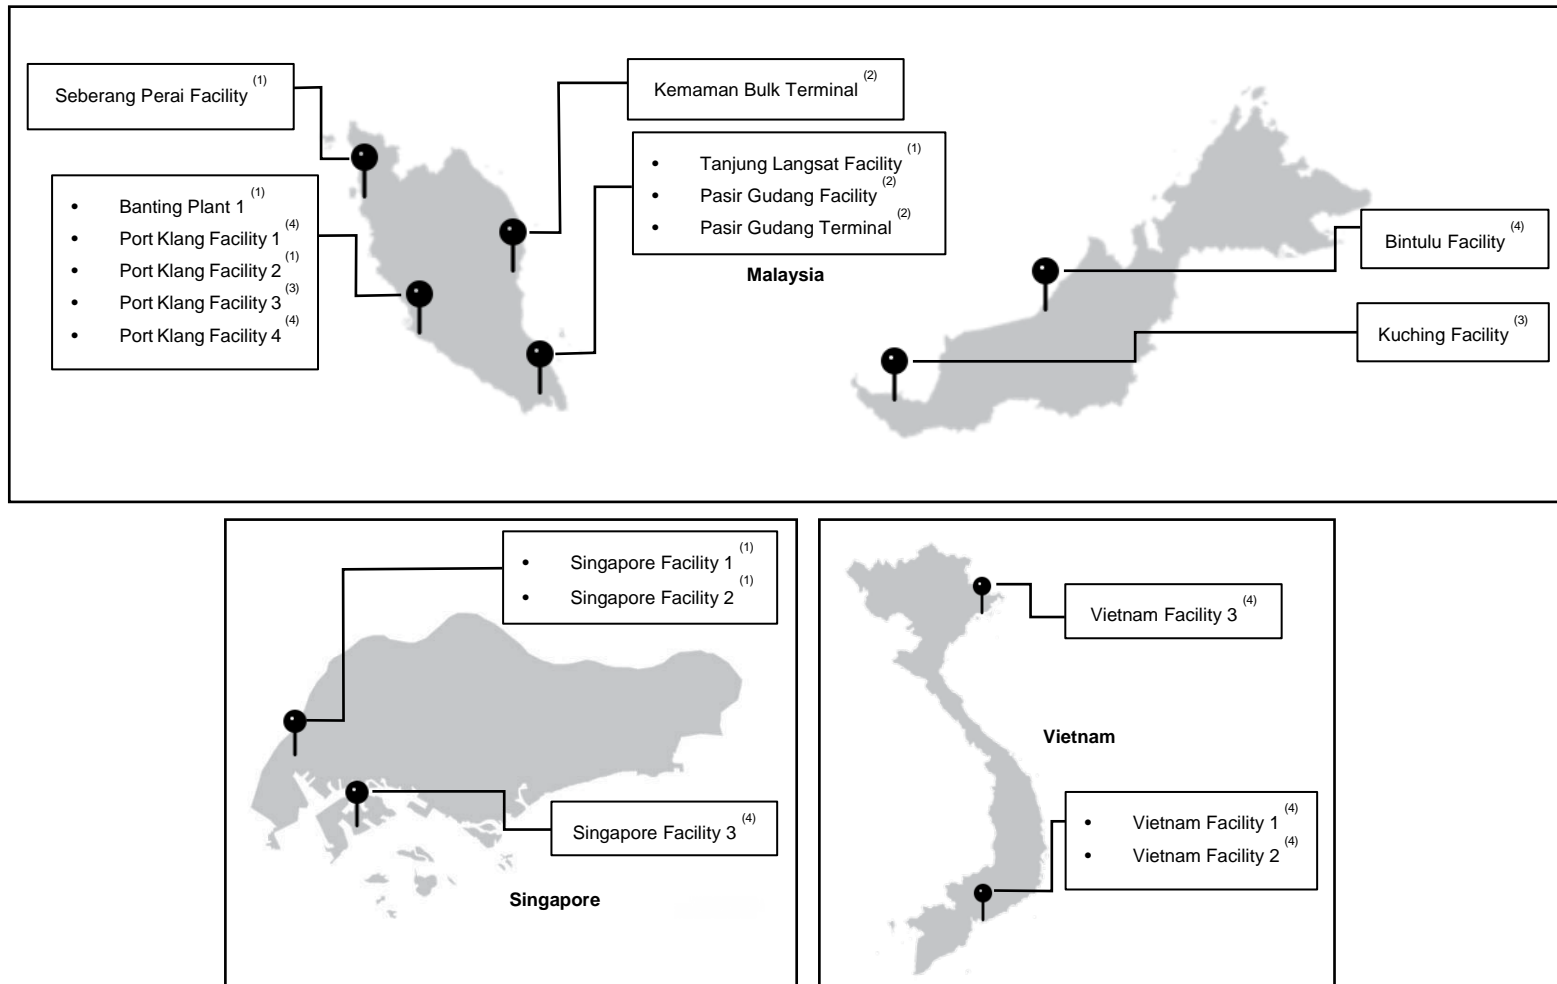 Seberang Perai Facility (1)
Kemaman Bulk Terminal (2)
• Tanjung Langsat Facility (1)
• Pasir Gudang Facility (2)
• Pasir Gudang Terminal (2)
• Banting Plant 1 (1)
• Port Klang Facility 1 (4)
• Port Klang Facility 2 (1)
• Port Klang Facility 3 (3)
• Port Klang Facility 4 (4)
Malaysia
Bintulu Facility (4)
Kuching Facility (3)
• Singapore Facility 1 (1)
• Singapore Facility 2 (1)
Singapore Facility 3 (4)
Singapore
Vietnam Facility 3 (4)
Vietnam
• Vietnam Facility 1 (4)
• Vietnam Facility 2 (4)